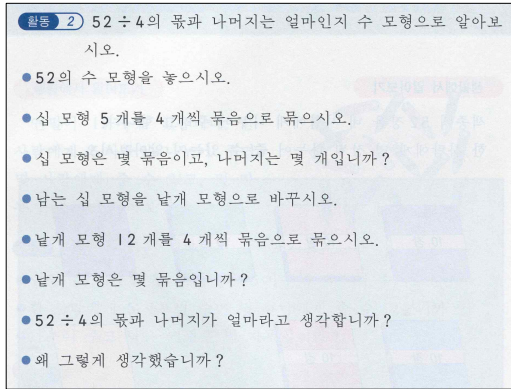 활동 2) 52÷4의 몫과 나머지는 얼마인지 수 모형으로 알아보
시오.
●52의 수 모형을 놓으시오.
●십 모형 5 개를 4 개씩 묶음으로 묶으시오.
●십 모형은 몇 묶음이고, 나머지는 몇 개입니까?
●남는 십 모형을 낱개 모형으로 바꾸시오.
●낱개 모형 12 개를 4 개씩 묶음으로 묶으시오.
●낱개 모형은 몇 묶음입니까?
●52÷4의 몫과 나머지가 얼마라고 생각합니까?
●왜 그렇게 생각했습니까?